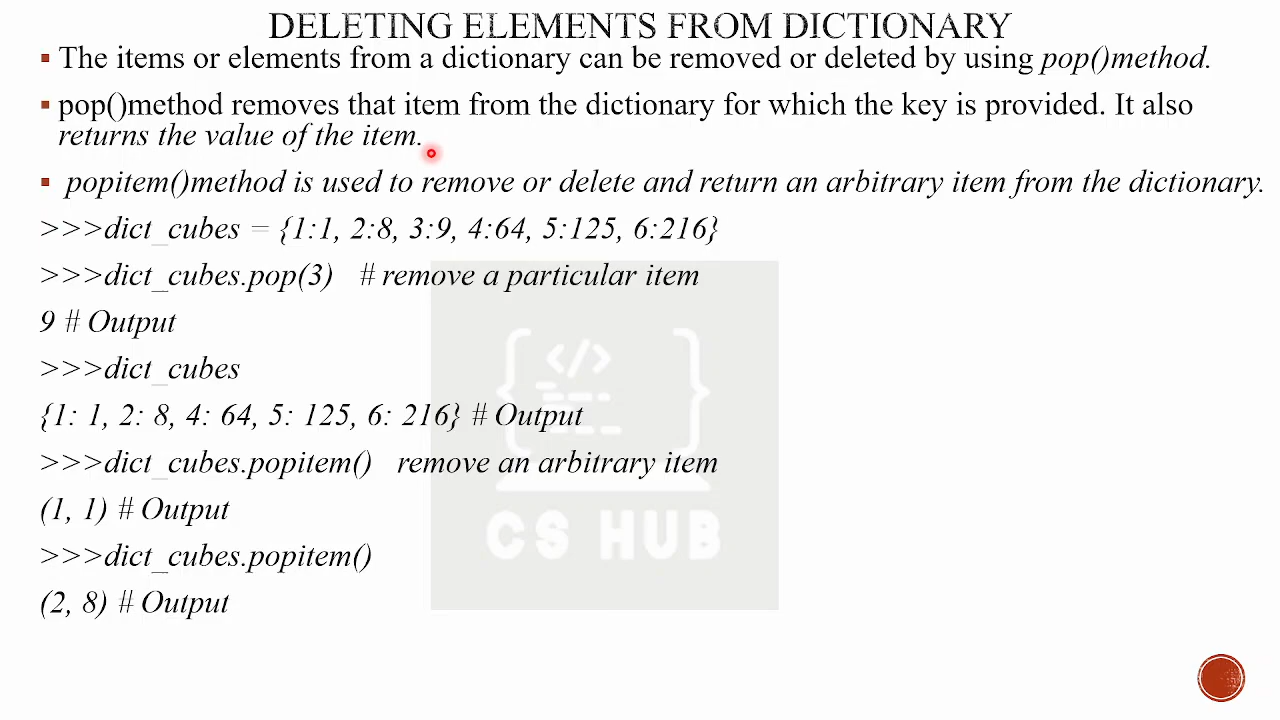 DELETING ELEMENTS FROM DICTIONARY
▪ The items or elements from a dictionary can be removed or deleted by using pop()method.
▪ pop()method removes that item from the dictionary for which the key is provided. It also
returns the value of the item.
▪ popitem()method is used to remove or delete and return an arbitrary item from the dictionary.
>>>dict_cubes = {1:1, 2:8, 3:9, 4:64, 5:125, 6:216}
>>>dict_cubes.pop(3) # remove a particular item
9 # Output
>>>dict_cubes
{1: 1, 2: 8, 4: 64, 5: 125, 6: 216} # Output
>>>dict_cubes.popitem() remove an arbitrary item
(1, 1) # Output
>>>dict_cubes.popitem()
(2, 8) # Output
{ </> }
CS HUB